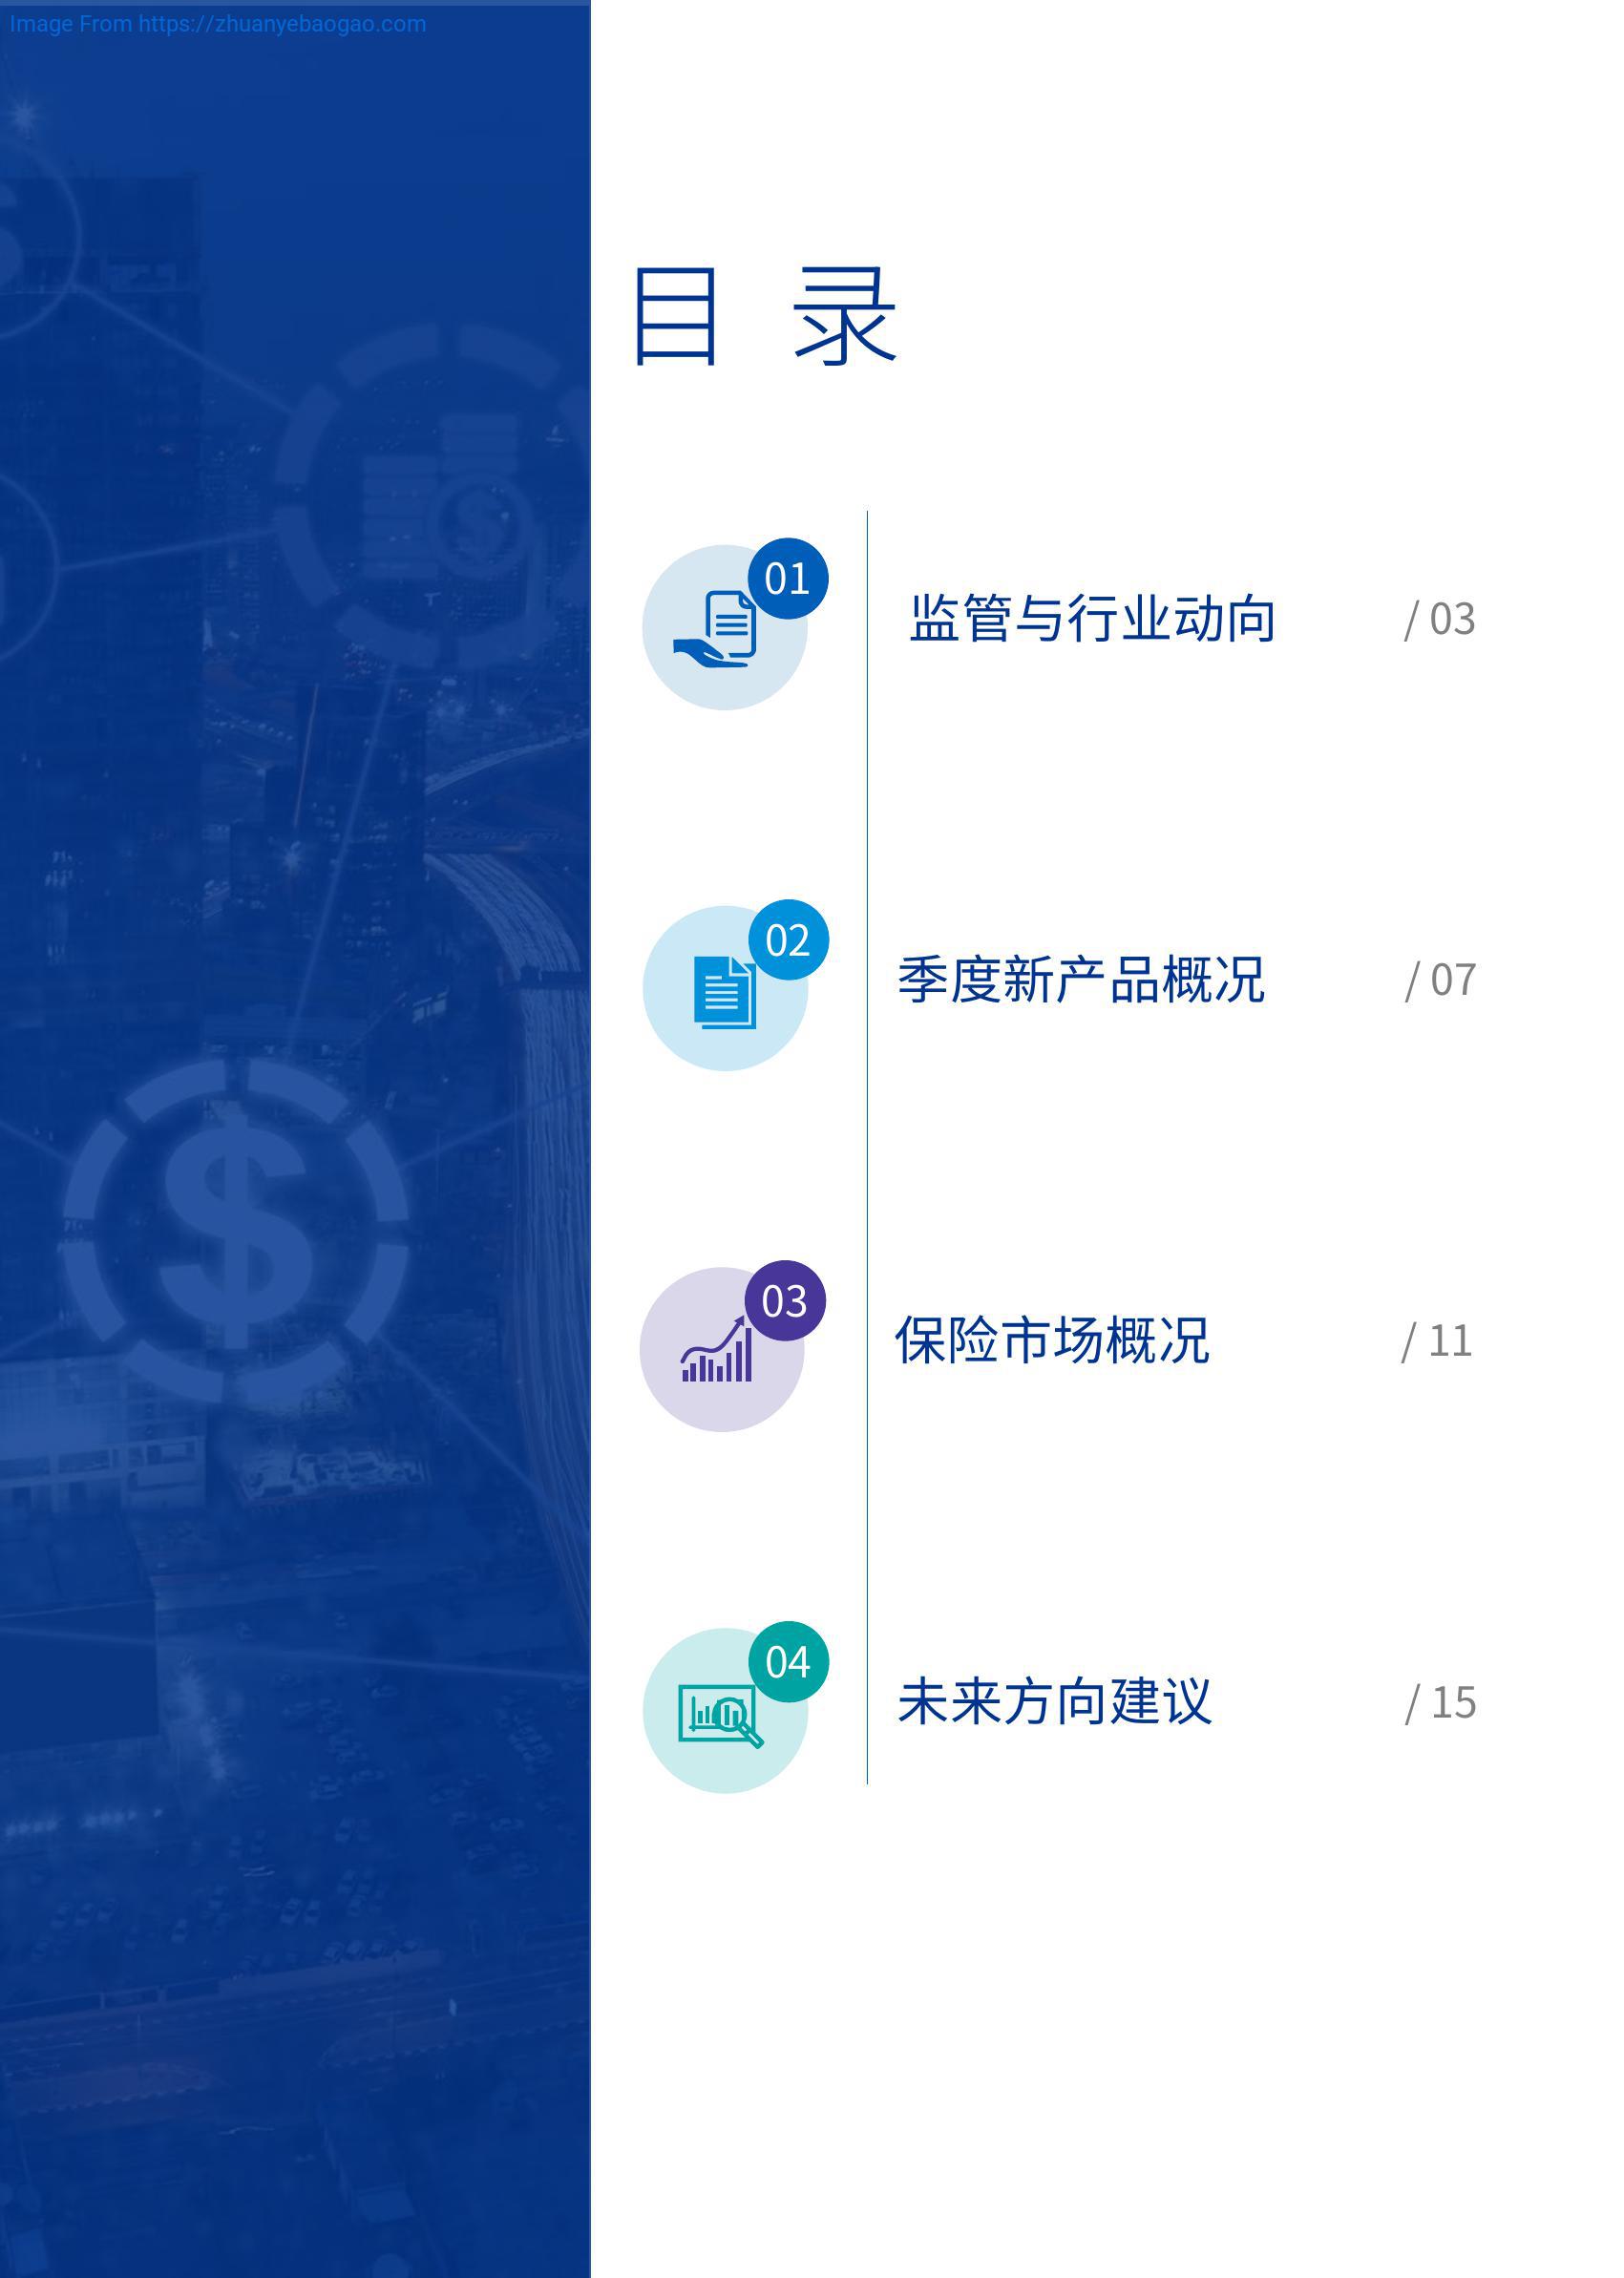 Image From https://zhuanyebaogao.com
目 录
01 监管与行业动向 / 03
02 季度新产品概况 / 07
03 保险市场概况 / 11
04 未来方向建议 / 15